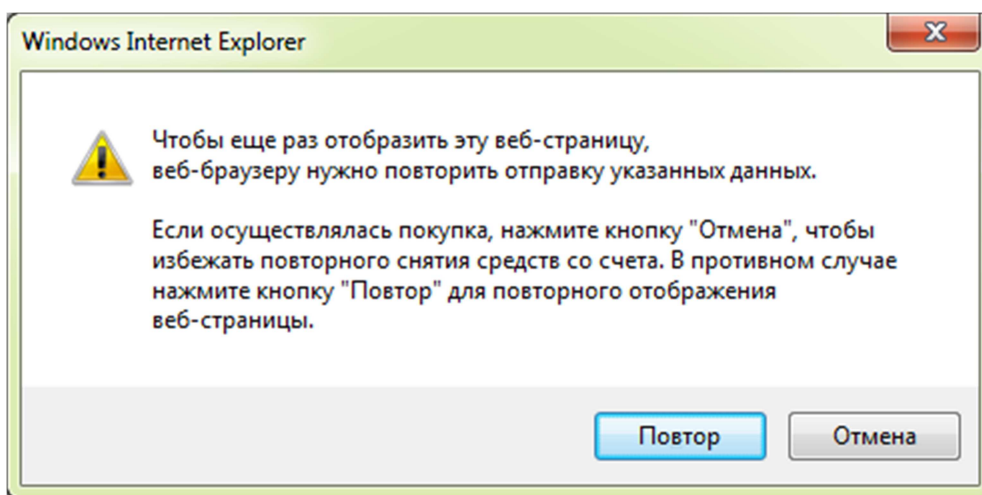 Windows Internet Explorer
Чтобы еще раз отобразить эту веб-страницу,
веб-браузеру нужно повторить отправку указанных данных.
Если осуществлялась покупка, нажмите кнопку "Отмена", чтобы
избежать повторного снятия средств со счета. В противном случае
нажмите кнопку "Повтор" для повторного отображения
веб-страницы.
Повтор
Отмена